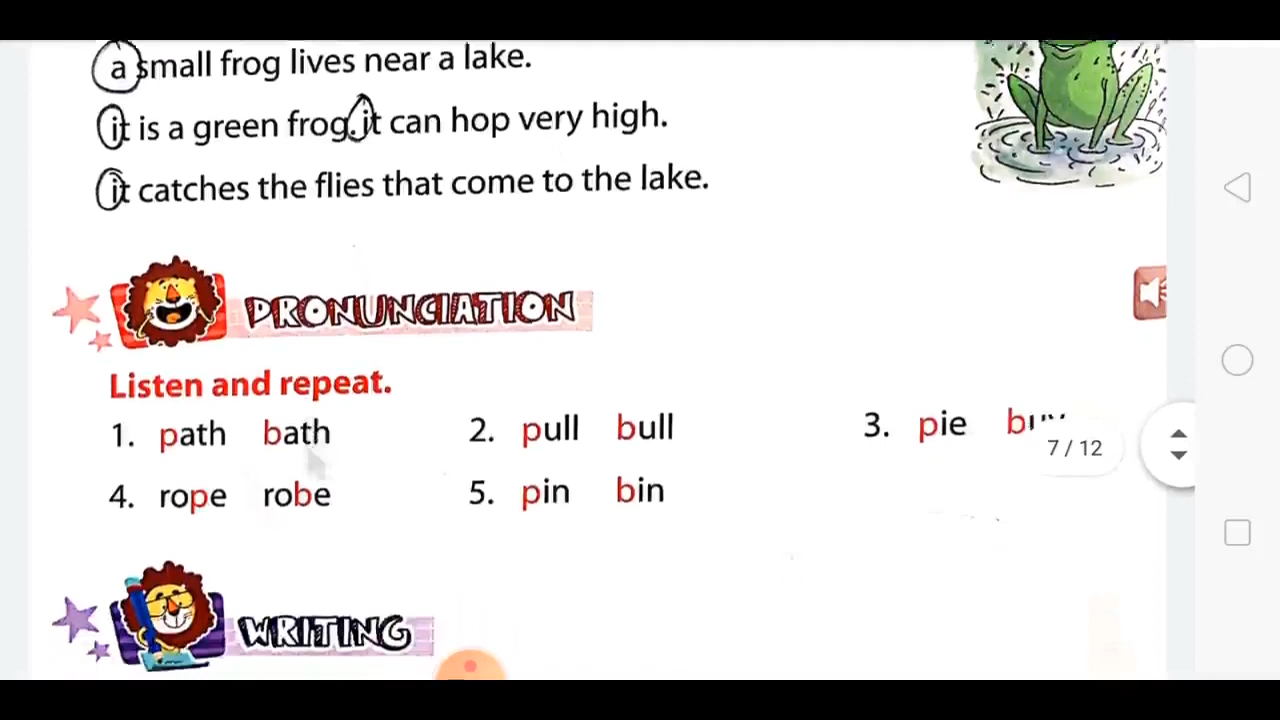 a small frog lives near a lake.
it is a green frog. it can hop very high.
it catches the flies that come to the lake.
PRONUNCIATION
Listen and repeat.
1. path bath 2. pull bull 3. pie
7 / 12
4. rope robe 5. pin bin
WRITING